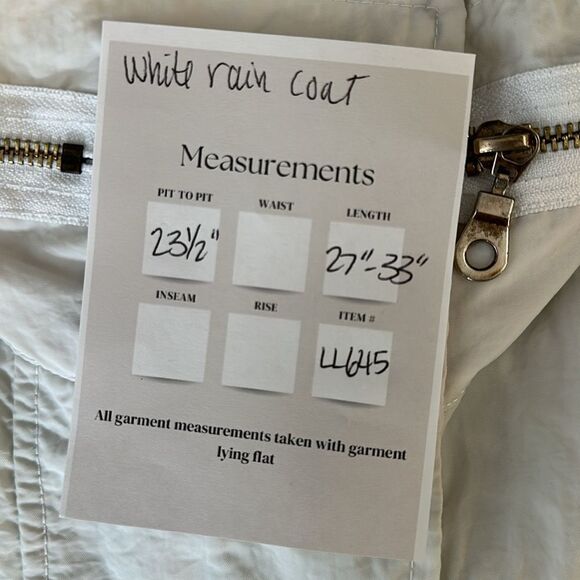 white rain coat
Measurements
PIT TO PIT WAIST LENGTH
23 1/2" 27"-33"
INSEAM RISE ITEM #
LL645
All garment measurements taken with garment
lying flat